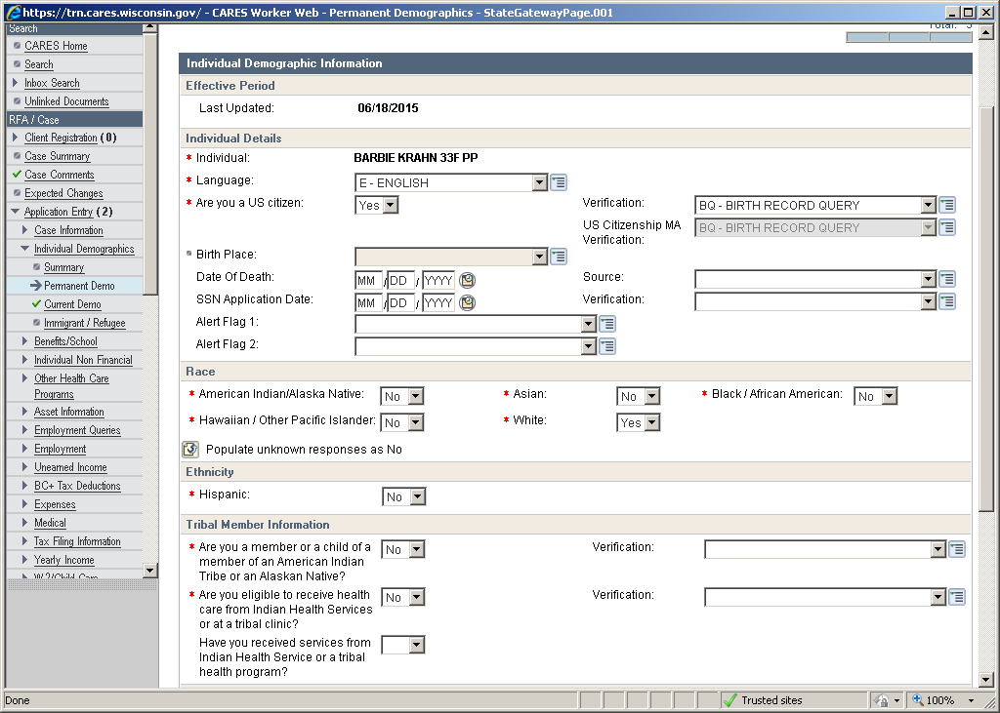 https://trn.cares.wisconsin.gov/ - CARES Worker Web - Permanent Demographics - StateGatewayPage.001
Search
CARES Home
Search
Inbox Search
Unlinked Documents
RFA / Case
Client Registration (0)
Case Summary
Case Comments
Expected Changes
Application Entry (2)
Case Information
Individual Demographics
Summary
Permanent Demo
Current Demo
Immigrant / Refugee
Benefits/School
Individual Non Financial
Other Health Care
Programs
Asset Information
Employment Queries
Employment
Unearned Income
BC+ Tax Deductions
Expenses
Medical
Tax Filing Information
Yearly Income
W-2/Child Care
Total: 3
Individual Demographic Information
Effective Period
Last Updated: 06/18/2015
Individual Details
* Individual: BARBIE KRAHN 33F PP
* Language: E - ENGLISH
* Are you a US citizen: Yes Verification: BQ - BIRTH RECORD QUERY
US Citizenship MA BQ - BIRTH RECORD QUERY
Verification:
Birth Place:
Date Of Death: MM / DD / YYYY Source:
SSN Application Date: MM / DD / YYYY Verification:
Alert Flag 1:
Alert Flag 2:
Race
* American Indian/Alaska Native: No * Asian: No * Black / African American: No
* Hawaiian / Other Pacific Islander: No * White: Yes
Populate unknown responses as No
Ethnicity
* Hispanic: No
Tribal Member Information
* Are you a member or a child of a No Verification:
member of an American Indian
Tribe or an Alaskan Native?
* Are you eligible to receive health No Verification:
care from Indian Health Services
or at a tribal clinic?
Have you received services from
Indian Health Service or a tribal
health program?
Done Trusted sites 100%